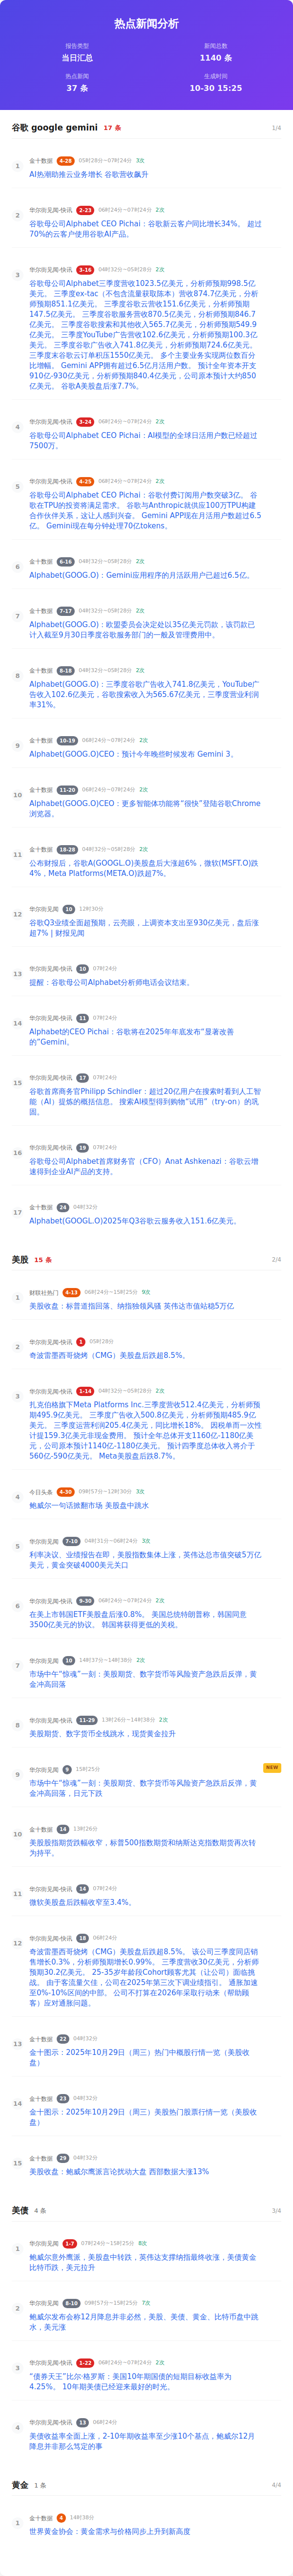 热点新闻分析
报告类型
新闻总数
当日汇总
1140 条
热点新闻
生成时间
37 条
10-30 15:25
谷歌 google gemini 17 条 1/4
1
金十数据 4-28 05时28分~07时24分 3次
AI热潮助推云业务增长 谷歌营收飙升
2
华尔街见闻-快讯 2-23 06时24分~07时24分 2次
谷歌母公司Alphabet CEO Pichai：谷歌新云客户同比增长34%。 超过
70%的云客户使用谷歌AI产品。
3
华尔街见闻-快讯 3-16 04时32分~05时28分 2次
谷歌母公司Alphabet三季度营收1023.5亿美元，分析师预期998.5亿
美元。 三季度ex-tac（不包含流量获取陈本）营收874.7亿美元，分析
师预期851.1亿美元。 三季度谷歌云营收151.6亿美元，分析师预期
147.5亿美元。 三季度谷歌服务营收870.5亿美元，分析师预期846.7
亿美元。 三季度谷歌搜索和其他收入565.7亿美元，分析师预期549.9
亿美元。 三季度YouTube广告营收102.6亿美元，分析师预期100.3亿
美元。 三季度谷歌广告收入741.8亿美元，分析师预期724.6亿美元。
三季度末谷歌云订单积压1550亿美元。 多个主要业务实现两位数百分
比增幅。 Gemini APP拥有超过6.5亿月活用户数。 预计全年资本开支
910亿-930亿美元，分析师预期840.4亿美元，公司原本预计大约850
亿美元。 谷歌A美股盘后涨7.7%。
4
华尔街见闻-快讯 3-24 06时24分~07时24分 2次
谷歌母公司Alphabet CEO Pichai：AI模型的全球日活用户数已经超过
7500万。
5
华尔街见闻-快讯 4-25 06时24分~07时24分 2次
谷歌母公司Alphabet CEO Pichai：谷歌付费订阅用户数突破3亿。 谷
歌在TPU的投资将满足需求。 谷歌与Anthropic就供应100万TPU构建
合作伙伴关系，这让人感到兴奋。 Gemini APP现在月活用户数超过6.5
亿。 Gemini现在每分钟处理70亿tokens。
6
金十数据 6-16 04时32分~05时28分 2次
Alphabet(GOOG.O)：Gemini应用程序的月活跃用户已超过6.5亿。
7
金十数据 7-17 04时32分~05时28分 2次
Alphabet(GOOG.O)：欧盟委员会决定处以35亿美元罚款，该罚款已
计入截至9月30日季度谷歌服务部门的一般及管理费用中。
8
金十数据 8-18 04时32分~05时28分 2次
Alphabet(GOOG.O)：三季度谷歌广告收入741.8亿美元，YouTube广
告收入102.6亿美元，谷歌搜索收入为565.67亿美元，三季度营业利润
率31%。
9
金十数据 10-19 06时24分~07时24分 2次
Alphabet(GOOG.O)CEO：预计今年晚些时候发布 Gemini 3。
10
金十数据 11-20 06时24分~07时24分 2次
Alphabet(GOOG.O)CEO：更多智能体功能将“很快”登陆谷歌Chrome
浏览器。
11
金十数据 18-28 04时32分~05时28分 2次
公布财报后，谷歌A(GOOGL.O)美股盘后大涨超6%，微软(MSFT.O)跌
4%，Meta Platforms(META.O)跌超7%。
12
华尔街见闻 10 12时30分
谷歌Q3业绩全面超预期，云亮眼，上调资本支出至930亿美元，盘后涨
超7% | 财报见闻
13
华尔街见闻-快讯 10 07时24分
提醒：谷歌母公司Alphabet分析师电话会议结束。
14
华尔街见闻-快讯 11 07时24分
Alphabet的CEO Pichai：谷歌将在2025年年底发布“显著改善
的”Gemini。
15
华尔街见闻-快讯 17 07时24分
谷歌首席商务官Philipp Schindler：超过20亿用户在搜索时看到人工智
能（AI）提炼的概括信息。 搜索AI模型得到购物“试用”（try-on）的巩
固。
16
华尔街见闻-快讯 19 07时24分
谷歌母公司Alphabet首席财务官（CFO）Anat Ashkenazi：谷歌云增
速得到企业AI产品的支持。
17
金十数据 24 04时32分
Alphabet(GOOGL.O)2025年Q3谷歌云服务收入151.6亿美元。
美股 15 条 2/4
1
财联社热门 4-13 06时24分~15时25分 9次
美股收盘：标普道指回落、纳指独领风骚 英伟达市值站稳5万亿
2
华尔街见闻-快讯 1 05时28分
奇波雷墨西哥烧烤（CMG）美股盘后跌超8.5%。
3
华尔街见闻-快讯 1-14 04时32分~05时28分 2次
扎克伯格旗下Meta Platforms Inc.三季度营收512.4亿美元，分析师预
期495.9亿美元。 三季度广告收入500.8亿美元，分析师预期485.9亿
美元。 三季度运营利润205.4亿美元，同比增长18%。 因税单而一次性
计提159.3亿美元非现金费用。 预计全年总体开支1160亿-1180亿美
元，公司原本预计1140亿-1180亿美元。 预计四季度总体收入将介于
560亿-590亿美元。 Meta美股盘后跌8.7%。
4
今日头条 4-30 09时57分~12时30分 3次
鲍威尔一句话掀翻市场 美股盘中跳水
5
华尔街见闻 7-10 04时31分~06时24分 3次
利率决议、业绩报告在即，美股指数集体上涨，英伟达总市值突破5万亿
美元，黄金突破4000美元关口
6
华尔街见闻-快讯 9-30 06时24分~07时24分 2次
在美上市韩国ETF美股盘后涨0.8%。 美国总统特朗普称，韩国同意
3500亿美元的协议。 韩国将获得更低的关税。
7
华尔街见闻 10 14时37分~14时38分 2次
市场中午“惊魂”一刻：美股期货、数字货币等风险资产急跌后反弹，黄
金冲高回落
8
华尔街见闻-快讯 11-29 13时26分~14时38分 2次
美股期货、数字货币全线跳水，现货黄金拉升
9
华尔街见闻 9 15时25分 NEW
市场中午“惊魂”一刻：美股期货、数字货币等风险资产急跌后反弹，黄
金冲高回落，日元下跌
10
金十数据 14 13时26分
美股股指期货跌幅收窄，标普500指数期货和纳斯达克指数期货再次转
为持平。
11
华尔街见闻-快讯 14 07时24分
微软美股盘后跌幅收窄至3.4%。
12
华尔街见闻-快讯 18 06时24分
奇波雷墨西哥烧烤（CMG）美股盘后跌超8.5%。 该公司三季度同店销
售增长0.3%，分析师预期增长0.99%。 三季度营收30亿美元，分析师
预期30.2亿美元。 25-35岁年龄段Cohort顾客尤其（让公司）面临挑
战。 由于客流量欠佳，公司在2025年第三次下调业绩指引。 通胀加速
至0%-10%区间的中部。 公司不打算在2026年采取行动来（帮助顾
客）应对通胀问题。
13
金十数据 22 04时32分
金十图示：2025年10月29日（周三）热门中概股行情一览（美股收
盘）
14
金十数据 23 04时32分
金十图示：2025年10月29日（周三）美股热门股票行情一览（美股收
盘）
15
金十数据 29 04时32分
美股收盘：鲍威尔鹰派言论扰动大盘 西部数据大涨13%
美债 4 条 3/4
1
华尔街见闻 1-7 07时24分~15时25分 8次
鲍威尔意外鹰派，美股盘中转跌，英伟达支撑纳指最终收涨，美债黄金
比特币跌，美元拉升
2
华尔街见闻 8-10 09时57分~15时25分 7次
鲍威尔发布会称12月降息并非必然，美股、美债、黄金、比特币盘中跳
水，美元涨
3
华尔街见闻-快讯 1-22 06时24分~07时24分 2次
“债券天王”比尔·格罗斯：美国10年期国债的短期目标收益率为
4.25%。 10年期美债已经迎来最好的时光。
4
华尔街见闻-快讯 13 06时24分
美债收益率全面上涨，2-10年期收益率至少涨10个基点，鲍威尔12月
降息并非那么笃定的事
黄金 1 条 4/4
1
金十数据 4 14时38分
世界黄金协会：黄金需求与价格同步上升到新高度